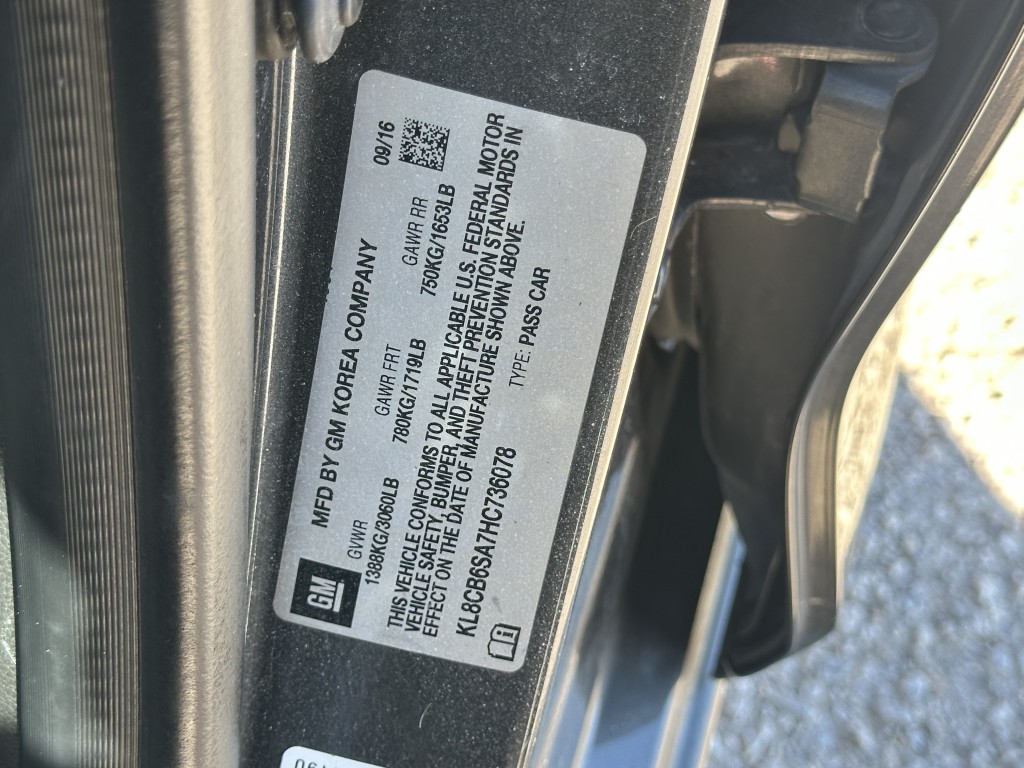 MFD BY GM KOREA COMPANY 09/16
GM
GVWR GAWR FRT GAWR RR
1388KG/3060LB 780KG/1719LB 750KG/1653LB
THIS VEHICLE CONFORMS TO ALL APPLICABLE U.S. FEDERAL MOTOR
VEHICLE SAFETY, BUMPER, AND THEFT PREVENTION STANDARDS IN
EFFECT ON THE DATE OF MANUFACTURE SHOWN ABOVE.
KL8CB6SA7HC736078 TYPE: PASS CAR